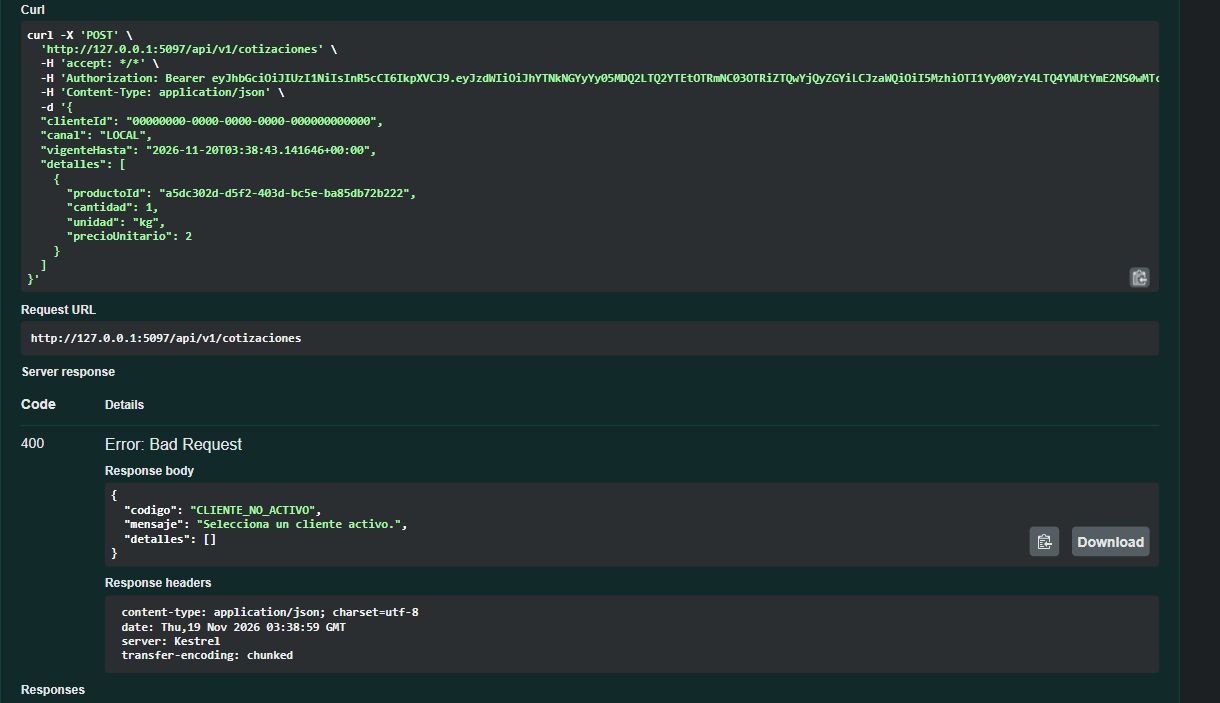 Curl
curl -X 'POST' \
  'http://127.0.0.1:5097/api/v1/cotizaciones' \
  -H 'accept: */*' \
  -H 'Authorization: Bearer
  -H 'Content-Type: application/json' \
  -d '{
  "clienteId": "00000000-0000-0000-0000-000000000000",
  "canal": "LOCAL",
  "vigenteHasta": "2026-11-20T03:38:43.141646+00:00",
  "detalles": [
    {
      "productoId": "a5dc302d-d5f2-403d-bc5e-ba85db72b222",
      "cantidad": 1,
      "unidad": "kg",
      "precioUnitario": 2
    }
  ]
}'
Request URL
http://127.0.0.1:5097/api/v1/cotizaciones
Server response
Code Details
400 Error: Bad Request
Response body
{
  "codigo": "CLIENTE_NO_ACTIVO",
  "mensaje": "Selecciona un cliente activo.",
  "detalles": []
}
Download
Response headers
content-type: application/json; charset=utf-8
date: Thu,19 Nov 2026 03:38:59 GMT
server: Kestrel
transfer-encoding: chunked
Responses